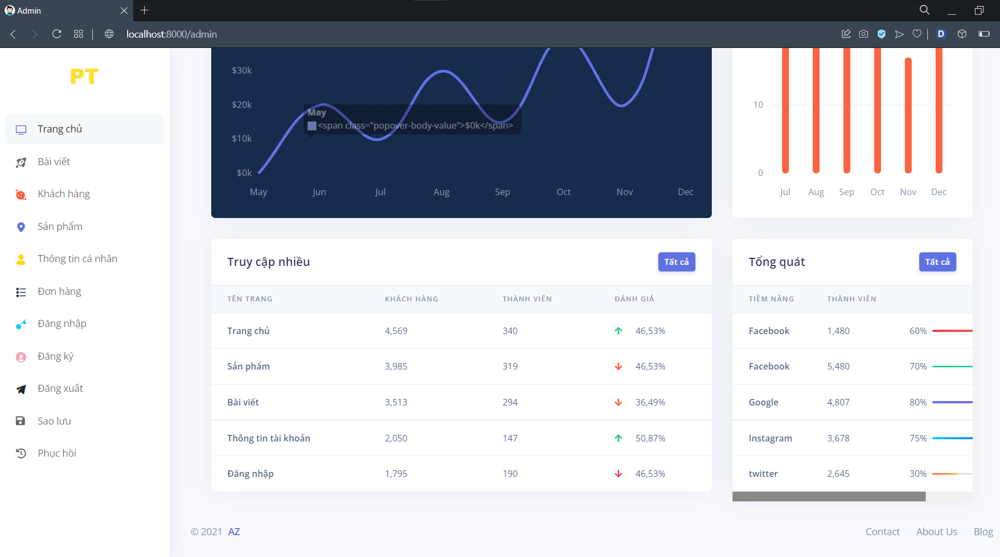 Admin
localhost:8000/admin
PT
Trang chủ
Bài viết
Khách hàng
Sản phẩm
Thông tin cá nhân
Đơn hàng
Đăng nhập
Đăng ký
Đăng xuất
Sao lưu
Phục hồi
$30k
$20k
$10k
$0k
May
<span class="popover-body-value">$0k</span>
May Jun Jul Aug Sep Oct Nov Dec
10
0
Jul Aug Sep Oct Nov Dec
Truy cập nhiều Tất cả
TÊN TRANG KHÁCH HÀNG THÀNH VIÊN ĐÁNH GIÁ
Trang chủ 4,569 340 46,53%
Sản phẩm 3,985 319 46,53%
Bài viết 3,513 294 36,49%
Thông tin tài khoản 2,050 147 50,87%
Đăng nhập 1,795 190 46,53%
Tổng quát Tất cả
TIỀM NĂNG THÀNH VIÊN
Facebook 1,480 60%
Facebook 5,480 70%
Google 4,807 80%
Instagram 3,678 75%
twitter 2,645 30%
© 2021 AZ
Contact About Us Blog
D